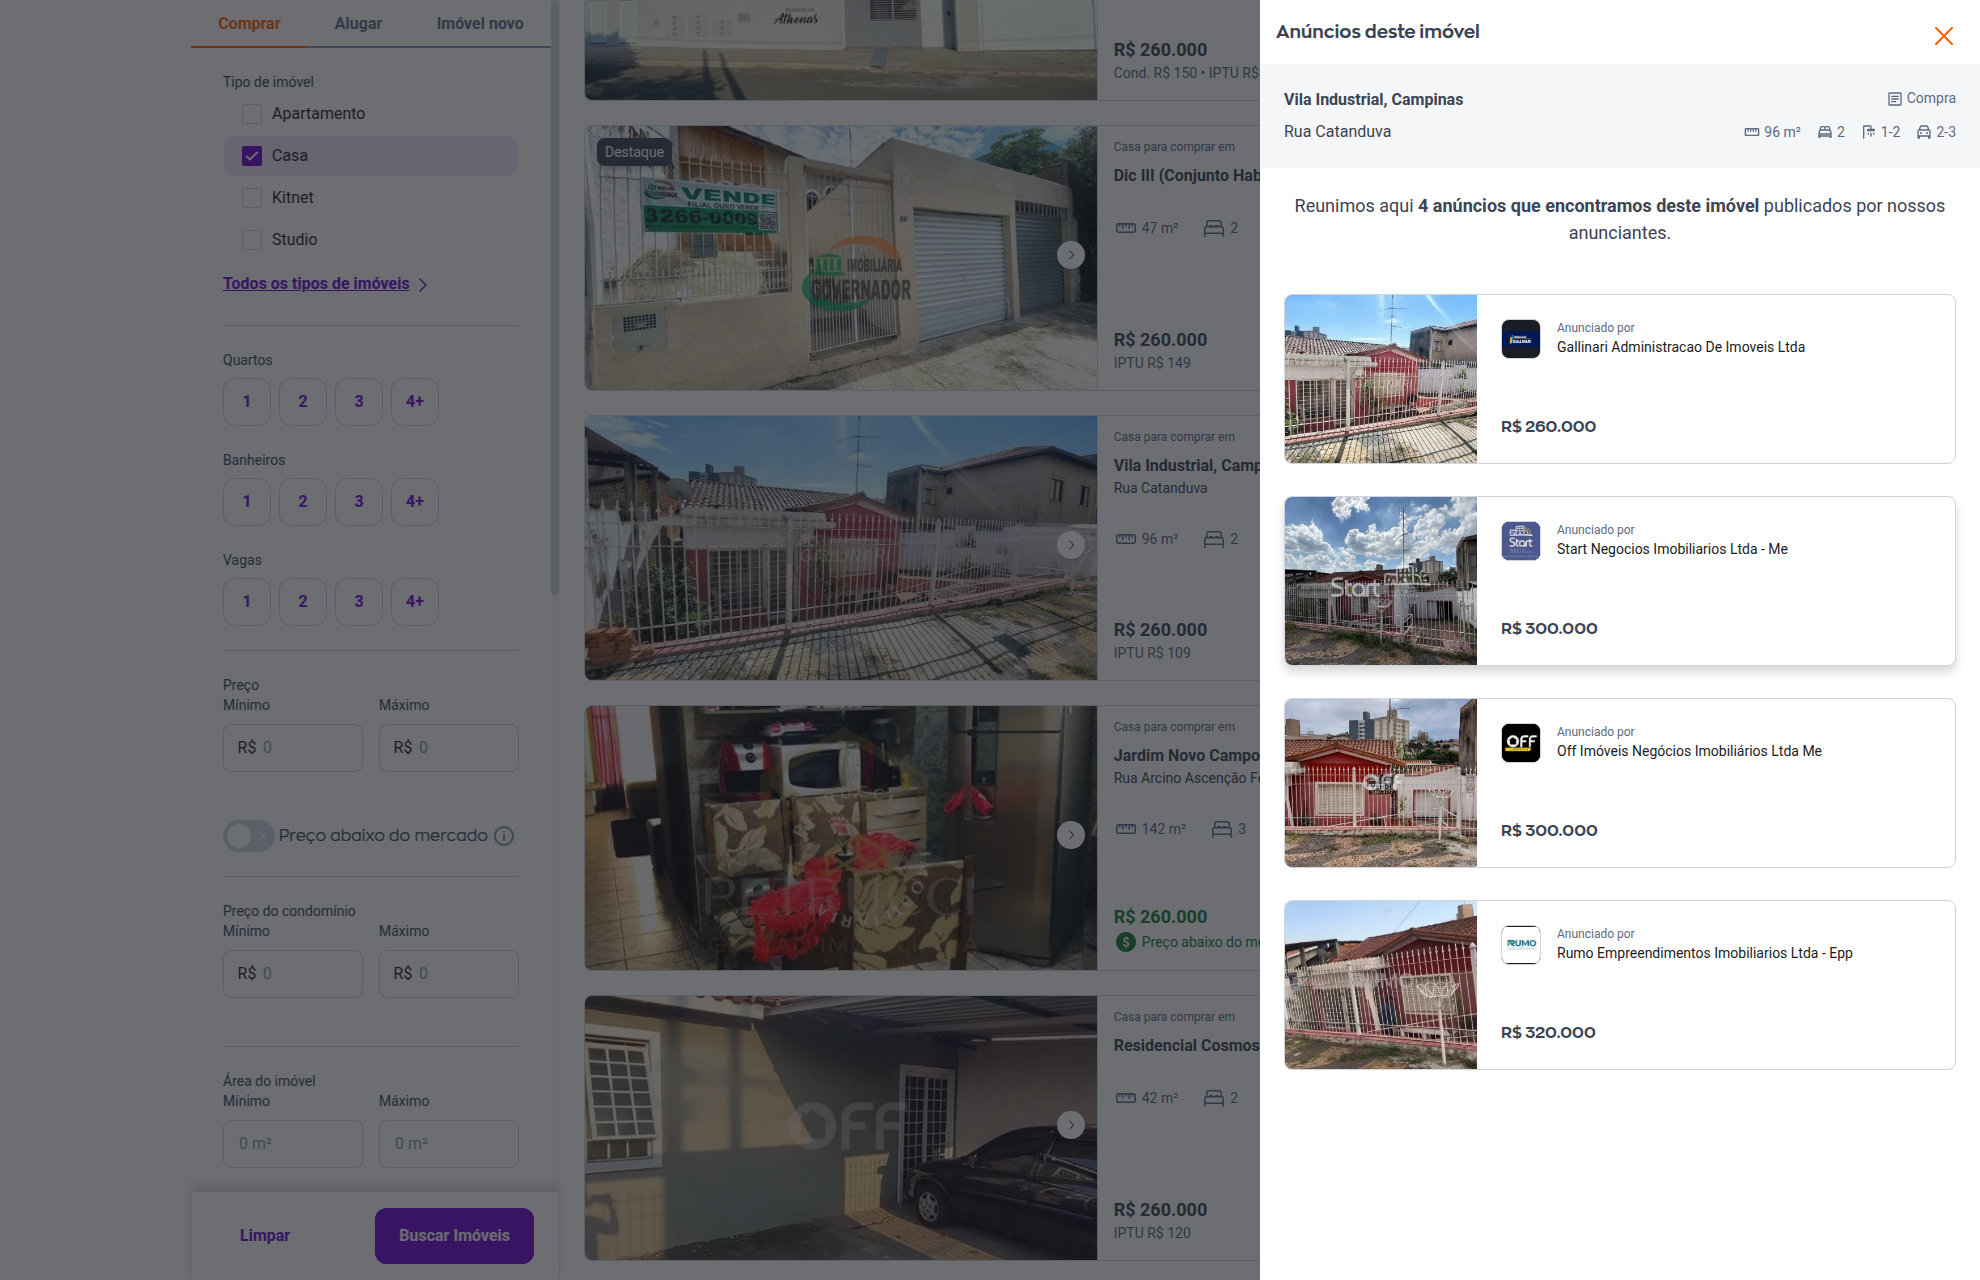 Comprar
Alugar
Imóvel novo
Tipo de imóvel
Apartamento
Casa
Kitnet
Studio
Todos os tipos de imóveis
Quartos
1 2 3 4+
Banheiros
1 2 3 4+
Vagas
1 2 3 4+
Preço
Mínimo Máximo
R$ 0 R$ 0
Preço abaixo do mercado
Preço do condomínio
Mínimo Máximo
R$ 0 R$ 0
Área do imóvel
Mínimo Máximo
0 m² 0 m²
Limpar
Buscar Imóveis
Athenas
R$ 260.000
Cond. R$ 150 • IPTU R$
Destaque
VENDE
FILIAL OURO VERDE
3266-0009
IMOBILIÁRIA
GOVERNADOR
Casa para comprar em
Dic III (Conjunto Hab
47 m² 2
R$ 260.000
IPTU R$ 149
Casa para comprar em
Vila Industrial, Camp
Rua Catanduva
96 m² 2
R$ 260.000
IPTU R$ 109
Casa para comprar em
Jardim Novo Campo
Rua Arcino Ascenção F
142 m² 3
R$ 260.000
Preço abaixo do m
OFF
Casa para comprar em
Residencial Cosmos
42 m² 2
R$ 260.000
IPTU R$ 120
Anúncios deste imóvel
Vila Industrial, Campinas
Compra
Rua Catanduva
96 m² 2 1-2 2-3
Reunimos aqui 4 anúncios que encontramos deste imóvel publicados por nossos
anunciantes.
Anunciado por
Gallinari Administracao De Imoveis Ltda
R$ 260.000
Start
Start
Anunciado por
Start Negocios Imobiliarios Ltda - Me
R$ 300.000
OFF
OFF
Anunciado por
Off Imóveis Negócios Imobiliários Ltda Me
R$ 300.000
RUMO
Anunciado por
Rumo Empreendimentos Imobiliarios Ltda - Epp
R$ 320.000